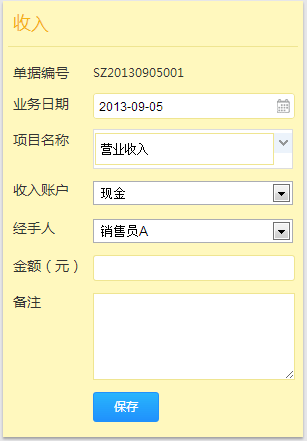 收入
单据编号 SZ20130905001
业务日期 2013-09-05
项目名称 营业收入
收入账户 现金
经手人 销售员A
金额（元）
备注
保存